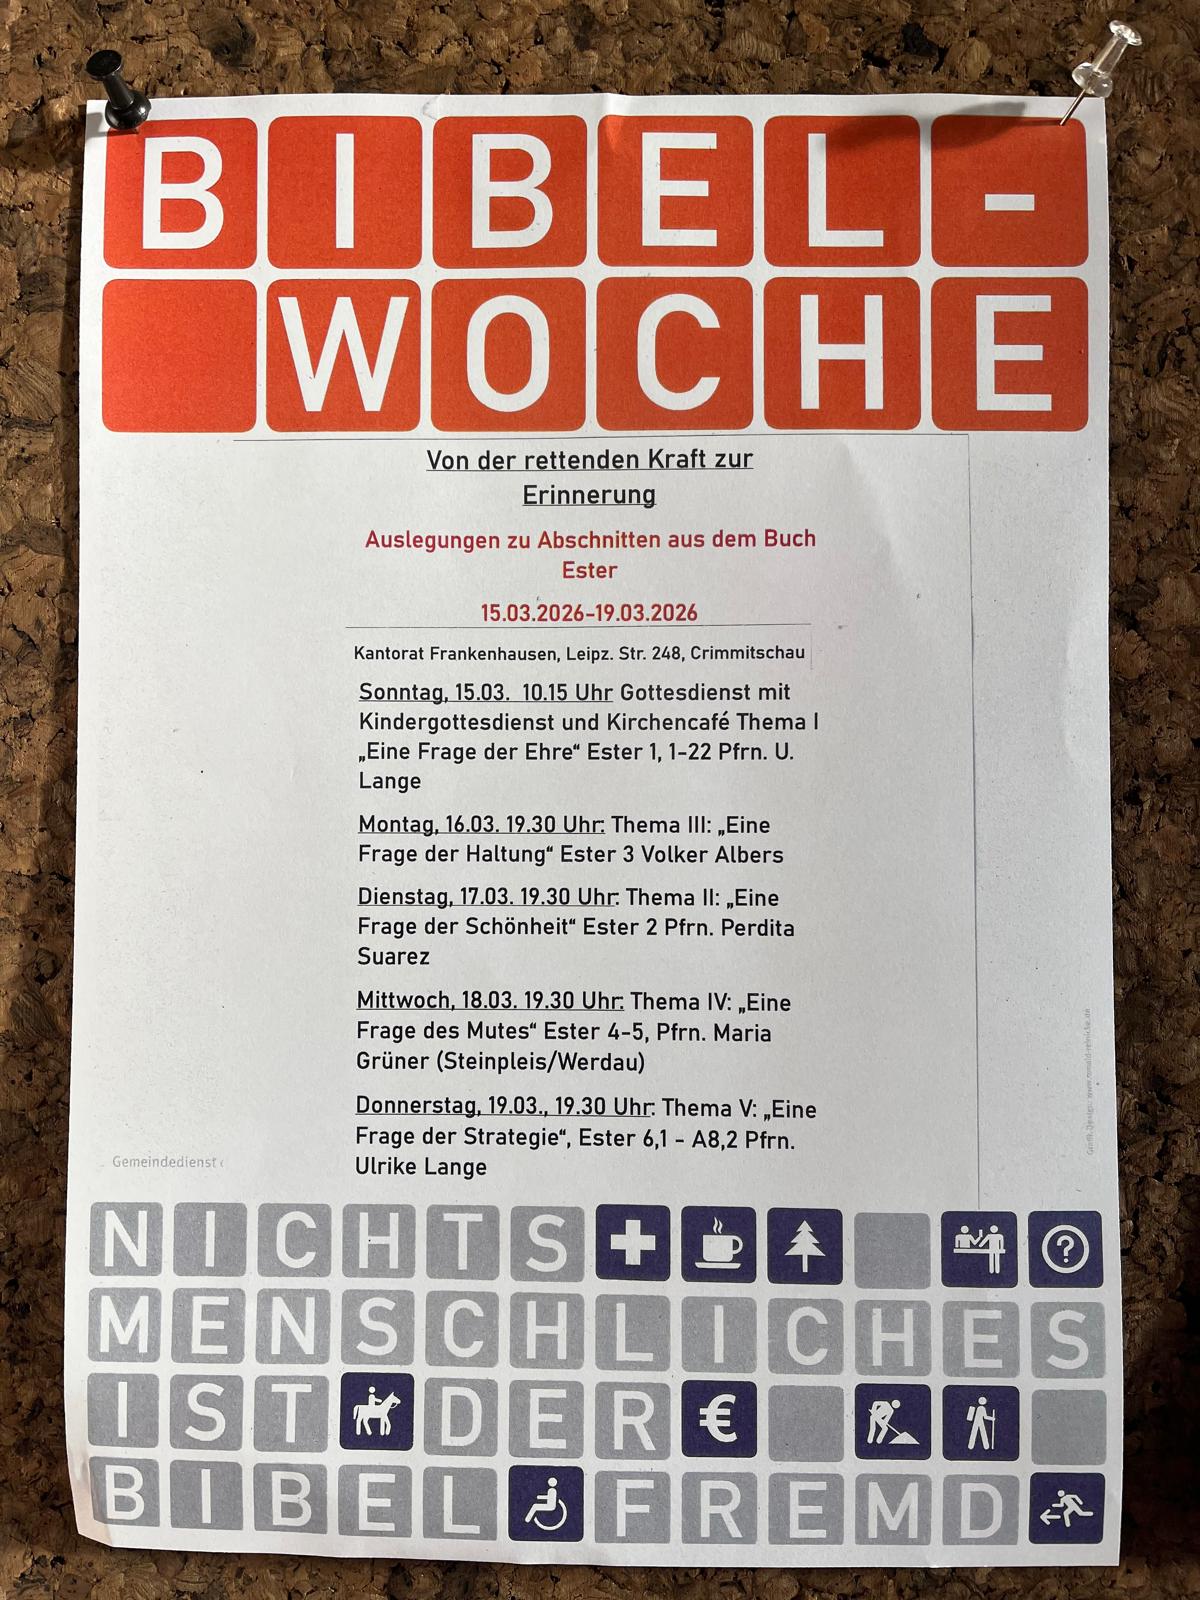 BIBEL-
WOCHE
Von der rettenden Kraft zur
Erinnerung
Auslegungen zu Abschnitten aus dem Buch
Ester
15.03.2026-19.03.2026
Kantorat Frankenhausen, Leipz. Str. 248, Crimmitschau
Sonntag, 15.03. 10.15 Uhr Gottesdienst mit
Kindergottesdienst und Kirchencafé Thema I
„Eine Frage der Ehre“ Ester 1, 1-22 Pfrn. U.
Lange
Montag, 16.03. 19.30 Uhr: Thema III: „Eine
Frage der Haltung“ Ester 3 Volker Albers
Dienstag, 17.03. 19.30 Uhr: Thema II: „Eine
Frage der Schönheit“ Ester 2 Pfrn. Perdita
Suarez
Mittwoch, 18.03. 19.30 Uhr: Thema IV: „Eine
Frage des Mutes“ Ester 4-5, Pfrn. Maria
Grüner (Steinpleis/Werdau)
Donnerstag, 19.03., 19.30 Uhr: Thema V: „Eine
Frage der Strategie“, Ester 6,1 - A8,2 Pfrn.
Ulrike Lange
Gemeindedienst
NICHTS
MENSCHLICHES
IST DER €
BIBEL FREMD